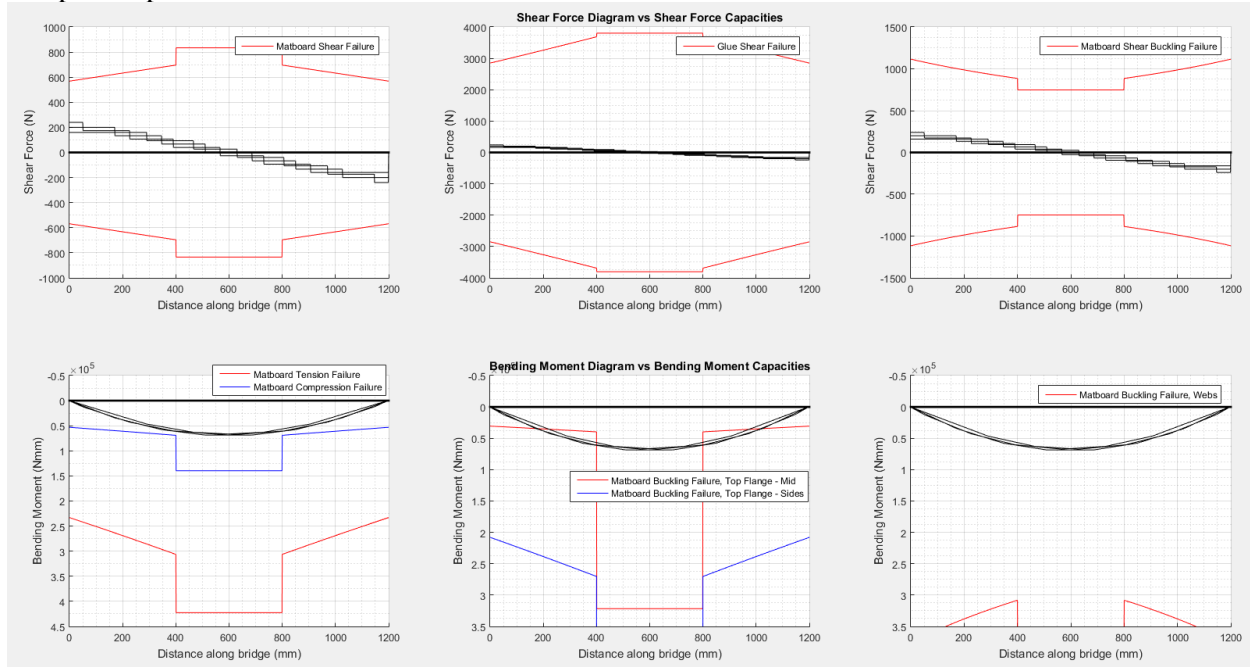 Shear Force Diagram vs Shear Force Capacities
1000
800
600
400
200
0
-200
-400
-600
-800
-1000
Shear Force (N)
Matboard Shear Failure
0 200 400 600 800 1000 1200
Distance along bridge (mm)
4000
3000
2000
1000
0
-1000
-2000
-3000
-4000
Shear Force (N)
Glue Shear Failure
0 200 400 600 800 1000 1200
Distance along bridge (mm)
1500
1000
500
0
-500
-1000
-1500
Shear Force (N)
Matboard Shear Buckling Failure
0 200 400 600 800 1000 1200
Distance along bridge (mm)
Bending Moment Diagram vs Bending Moment Capacities
× 10⁵
-0.5
0
0.5
1
1.5
2
2.5
3
3.5
4
4.5
Bending Moment (Nmm)
Matboard Tension Failure
Matboard Compression Failure
0 200 400 600 800 1000 1200
Distance along bridge (mm)
-0.5
0
0.5
1
1.5
2
2.5
3
3.5
Bending Moment (Nmm)
Matboard Buckling Failure, Top Flange - Mid
Matboard Buckling Failure, Top Flange - Sides
0 200 400 600 800 1000 1200
Distance along bridge (mm)
× 10⁵
-0.5
0
0.5
1
1.5
2
2.5
3
3.5
Bending Moment (Nmm)
Matboard Buckling Failure, Webs
0 200 400 600 800 1000 1200
Distance along bridge (mm)